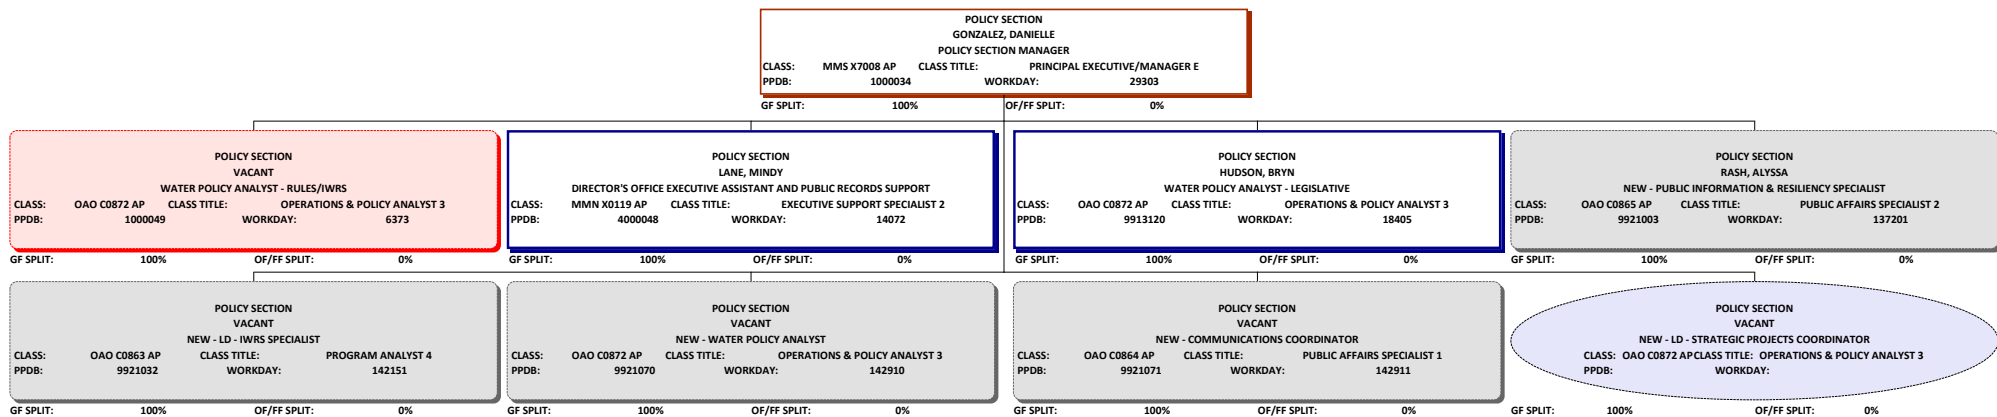 POLICY SECTION
GONZALEZ, DANIELLE
POLICY SECTION MANAGER
CLASS: MMS X7008 AP CLASS TITLE: PRINCIPAL EXECUTIVE/MANAGER E
PPDB: 1000034 WORKDAY: 29303
GF SPLIT: 100% OF/FF SPLIT: 0%
POLICY SECTION
VACANT
WATER POLICY ANALYST - RULES/IWRS
CLASS: OAO C0872 AP CLASS TITLE: OPERATIONS & POLICY ANALYST 3
PPDB: 1000049 WORKDAY: 6373
GF SPLIT: 100% OF/FF SPLIT: 0%
POLICY SECTION
LANE, MINDY
DIRECTOR'S OFFICE EXECUTIVE ASSISTANT AND PUBLIC RECORDS SUPPORT
CLASS: MMN X0119 AP CLASS TITLE: EXECUTIVE SUPPORT SPECIALIST 2
PPDB: 4000048 WORKDAY: 14072
GF SPLIT: 100% OF/FF SPLIT: 0%
POLICY SECTION
HUDSON, BRYN
WATER POLICY ANALYST - LEGISLATIVE
CLASS: OAO C0872 AP CLASS TITLE: OPERATIONS & POLICY ANALYST 3
PPDB: 9913120 WORKDAY: 18405
GF SPLIT: 100% OF/FF SPLIT: 0%
POLICY SECTION
RASH, ALYSSA
NEW - PUBLIC INFORMATION & RESILIENCY SPECIALIST
CLASS: OAO C0865 AP CLASS TITLE: PUBLIC AFFAIRS SPECIALIST 2
PPDB: 9921003 WORKDAY: 137201
GF SPLIT: 100% OF/FF SPLIT: 0%
POLICY SECTION
VACANT
NEW - LD - IWRS SPECIALIST
CLASS: OAO C0863 AP CLASS TITLE: PROGRAM ANALYST 4
PPDB: 9921032 WORKDAY: 142151
GF SPLIT: 100% OF/FF SPLIT: 0%
POLICY SECTION
VACANT
NEW - WATER POLICY ANALYST
CLASS: OAO C0872 AP CLASS TITLE: OPERATIONS & POLICY ANALYST 3
PPDB: 9921070 WORKDAY: 142910
GF SPLIT: 100% OF/FF SPLIT: 0%
POLICY SECTION
VACANT
NEW - COMMUNICATIONS COORDINATOR
CLASS: OAO C0864 AP CLASS TITLE: PUBLIC AFFAIRS SPECIALIST 1
PPDB: 9921071 WORKDAY: 142911
GF SPLIT: 100% OF/FF SPLIT: 0%
POLICY SECTION
VACANT
NEW - LD - STRATEGIC PROJECTS COORDINATOR
CLASS: OAO C0872 AP CLASS TITLE: OPERATIONS & POLICY ANALYST 3
PPDB: WORKDAY:
GF SPLIT: 100% OF/FF SPLIT: 0%